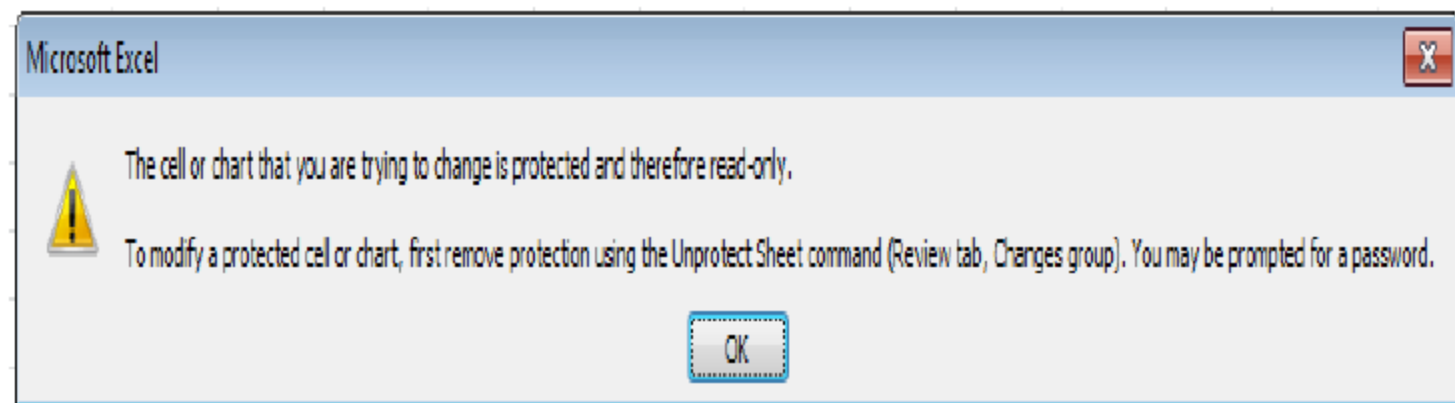 Microsoft Excel
The cell or chart that you are trying to change is protected and therefore read-only.
To modify a protected cell or chart, first remove protection using the Unprotect Sheet command (Review tab, Changes group). You may be prompted for a password.
OK